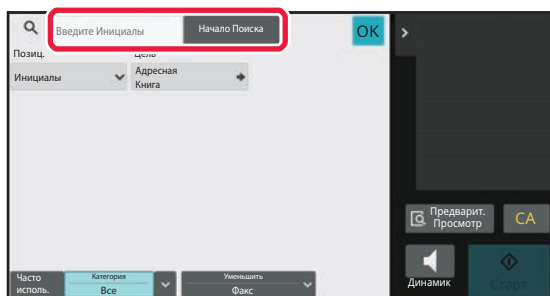 Введите Инициалы
Начало Поиска
OK
Позиц.
Цель
Инициалы
Адресная
Книга
Предварит.
Просмотр
CA
Динамик
Старт
Часто
исполь.
Категория
Все
Уменьшить
Факс